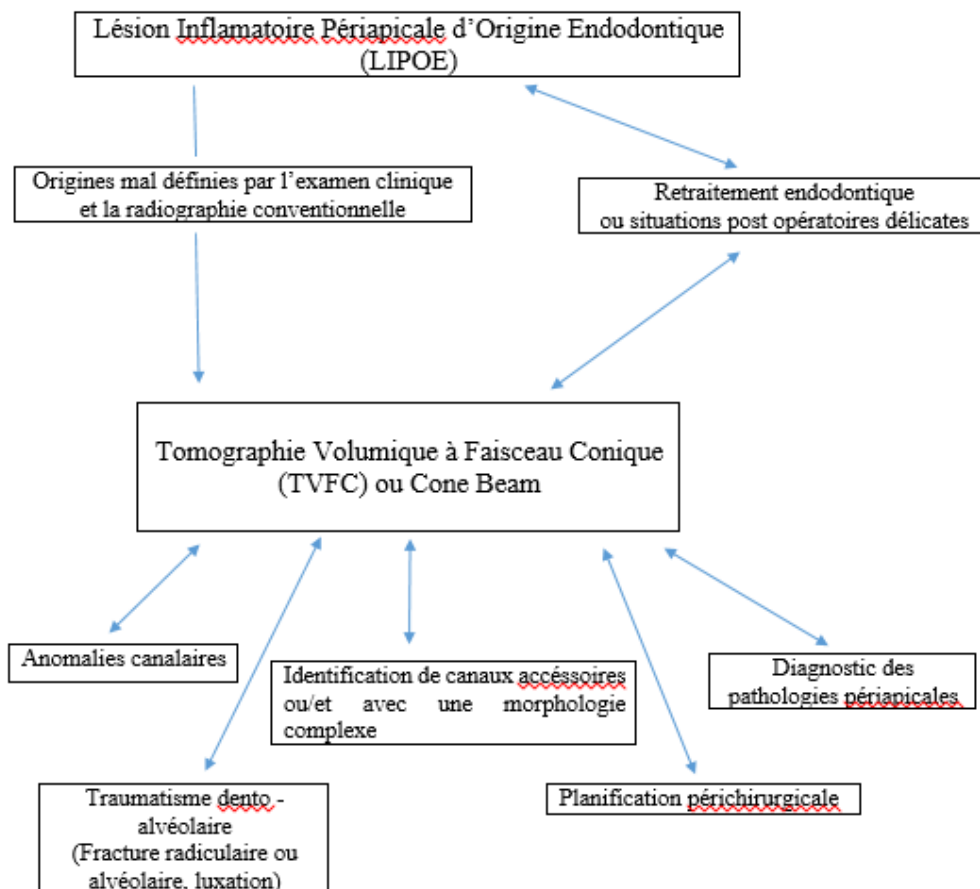 Lésion Inflamatoire Périapicale d’Origine Endodontique
(LIPOE)
Origines mal définies par l’examen clinique
et la radiographie conventionnelle
Retraitement endodontique
ou situations post opératoires délicates
Tomographie Volumique à Faisceau Conique
(TVFC) ou Cone Beam
Anomalies canalaires
Identification de canaux accéssoires
ou/et avec une morphologie
complexe
Diagnostic des
pathologies périapicales
Traumatisme dento -
alvéolaire
(Fracture radiculaire ou
alvéolaire, luxation)
Planification périchirurgicale